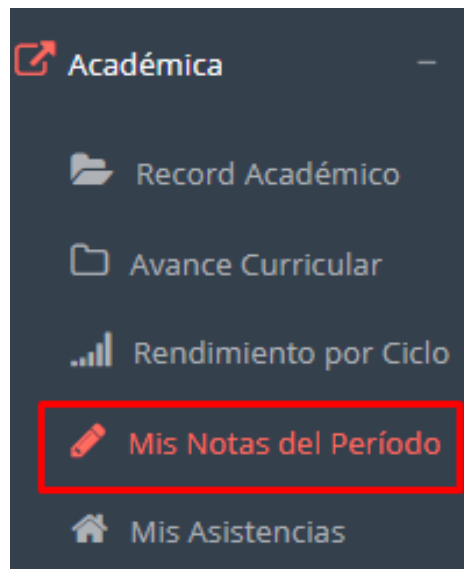 Académica
Record Académico
Avance Curricular
Rendimiento por Ciclo
Mis Notas del Período
Mis Asistencias